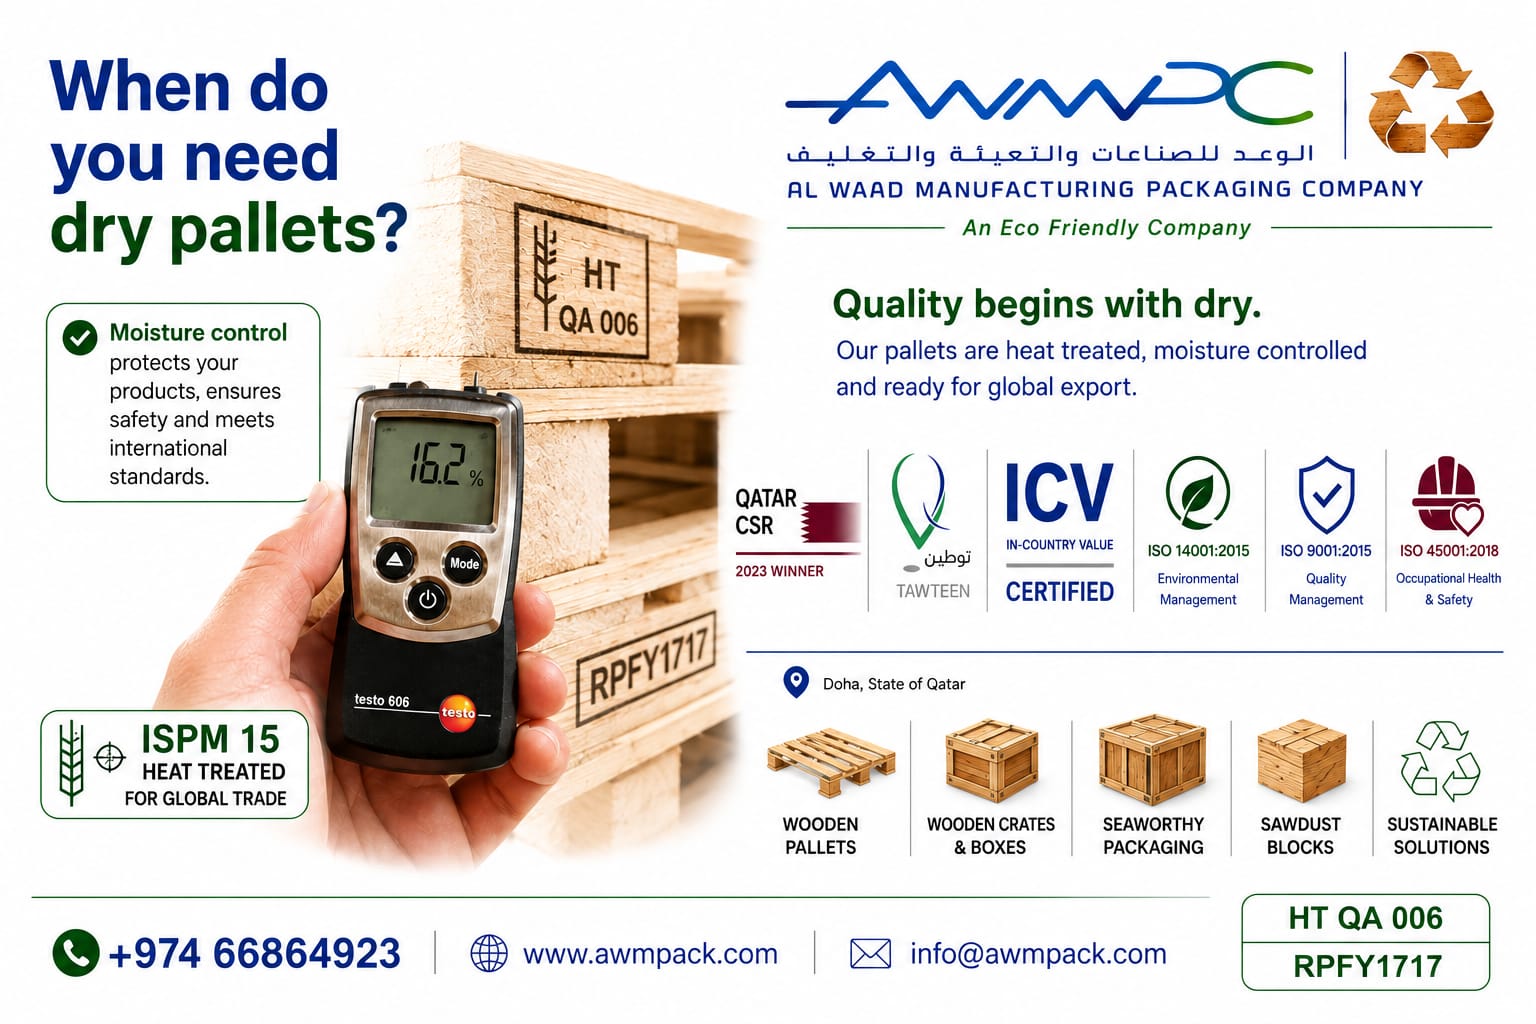 When do
you need
dry pallets?
Moisture control
protects your
products, ensures
safety and meets
international
standards.
HT
QA 006
16.2 %
Mode
testo 606
testo
RPFY1717
ISPM 15
HEAT TREATED
FOR GLOBAL TRADE
AWMPC
الوعد للصناعات والتعبئة والتغليف
AL WAAD MANUFACTURING PACKAGING COMPANY
An Eco Friendly Company
Quality begins with dry.
Our pallets are heat treated, moisture controlled
and ready for global export.
QATAR
CSR
2023 WINNER
توطين
TAWTEEN
ICV
IN-COUNTRY VALUE
CERTIFIED
ISO 14001:2015
Environmental
Management
ISO 9001:2015
Quality
Management
ISO 45001:2018
Occupational Health
& Safety
Doha, State of Qatar
WOODEN
PALLETS
WOODEN CRATES
& BOXES
SEAWORTHY
PACKAGING
SAWDUST
BLOCKS
SUSTAINABLE
SOLUTIONS
+974 66864923
www.awmpack.com
info@awmpack.com
HT QA 006
RPFY1717